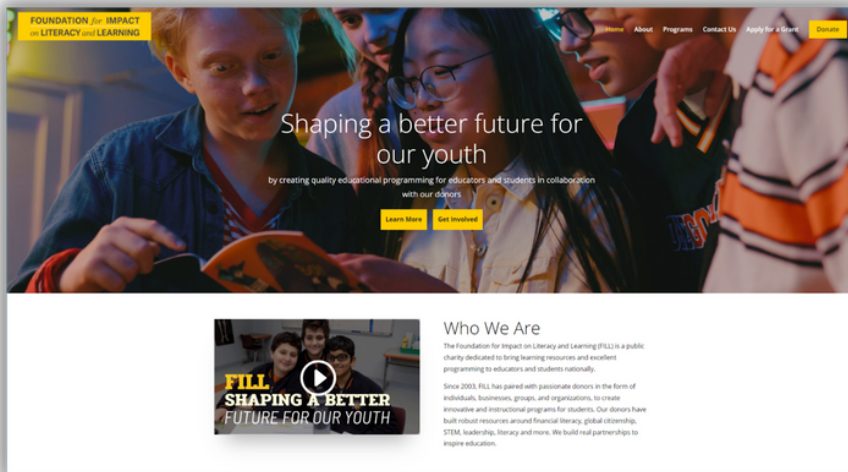 FOUNDATION for IMPACT
on LITERACY and LEARNING
Home About Programs Contact Us Apply for a Grant Donate
Shaping a better future for
our youth
by creating quality educational programming for educators and students in collaboration
with our donors
Learn More Get Involved
FILL
SHAPING A BETTER
FUTURE FOR OUR YOUTH
Who We Are
The Foundation for Impact on Literacy and Learning (FILL) is a public
charity dedicated to bring learning resources and excellent
programming to educators and students nationally.
Since 2003, FILL has paired with passionate donors in the form of
individuals, businesses, groups, and organizations, to create
innovative and instructional programs for students. Our donors have
built robust resources around financial literacy, global citizenship,
STEM, leadership, literacy and more. We build real partnerships to
inspire education.